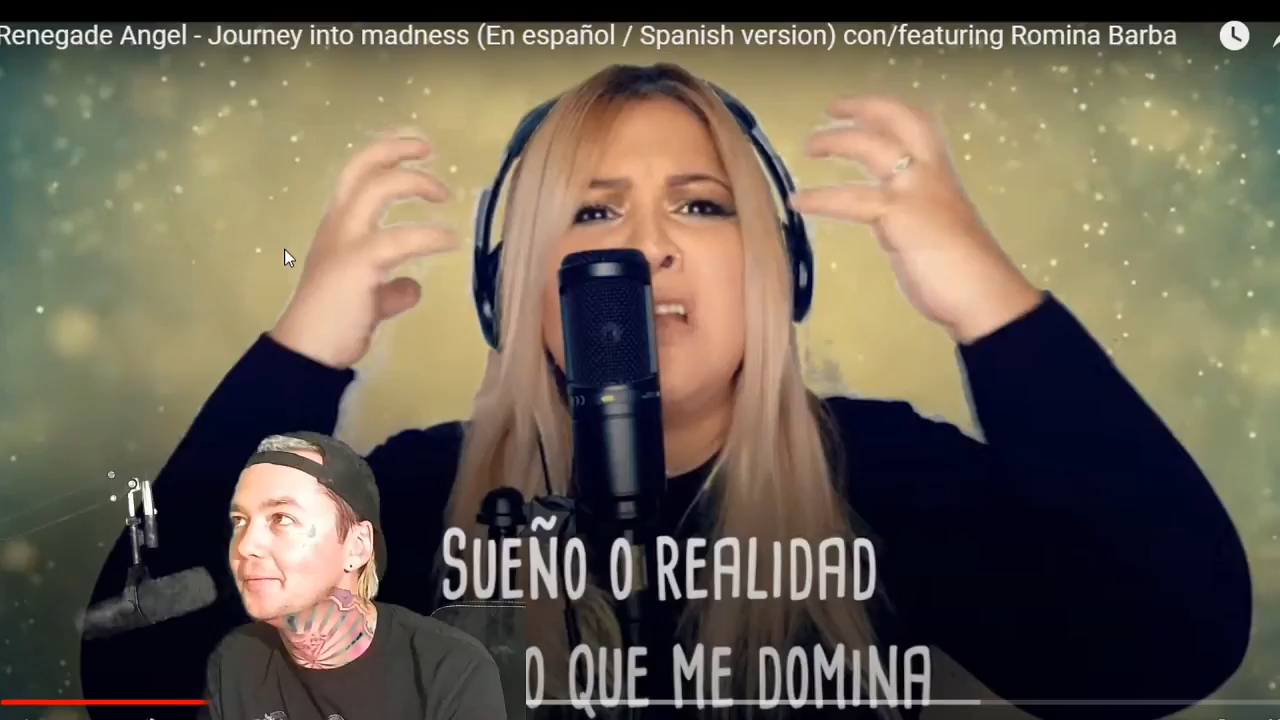 Renegade Angel - Journey into madness (En español / Spanish version) con/featuring Romina Barba
SUEÑO O REALIDAD
O QUE ME DOMINA